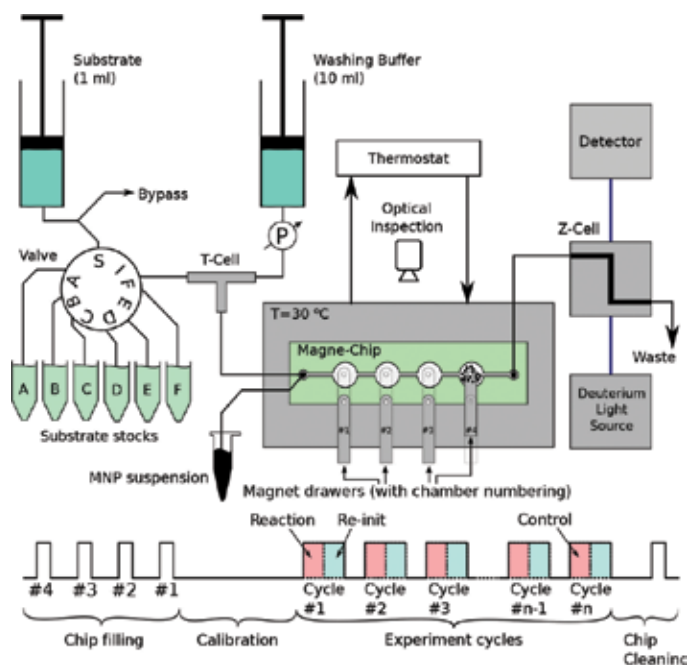 Substrate
(1 ml)
Washing Buffer
(10 ml)
Bypass
Thermostat
Detector
Optical
Inspection
Z-Cell
P
Valve
T-Cell
S
I
F
E
D
C
B
A
T=30 ºC
Magne-Chip
Waste
A
B
C
D
E
F
Substrate stocks
#1
#2
#3
#4
Deuterium
Light
Source
MNP suspension
Magnet drawers (with chamber numbering)
Reaction
Re-init
Control
#4
#3
#2
#1
Cycle
#1
Cycle
#2
Cycle
#3
Cycle
#n-1
Cycle
#n
Chip filling
Calibration
Experiment cycles
Chip
Cleaning